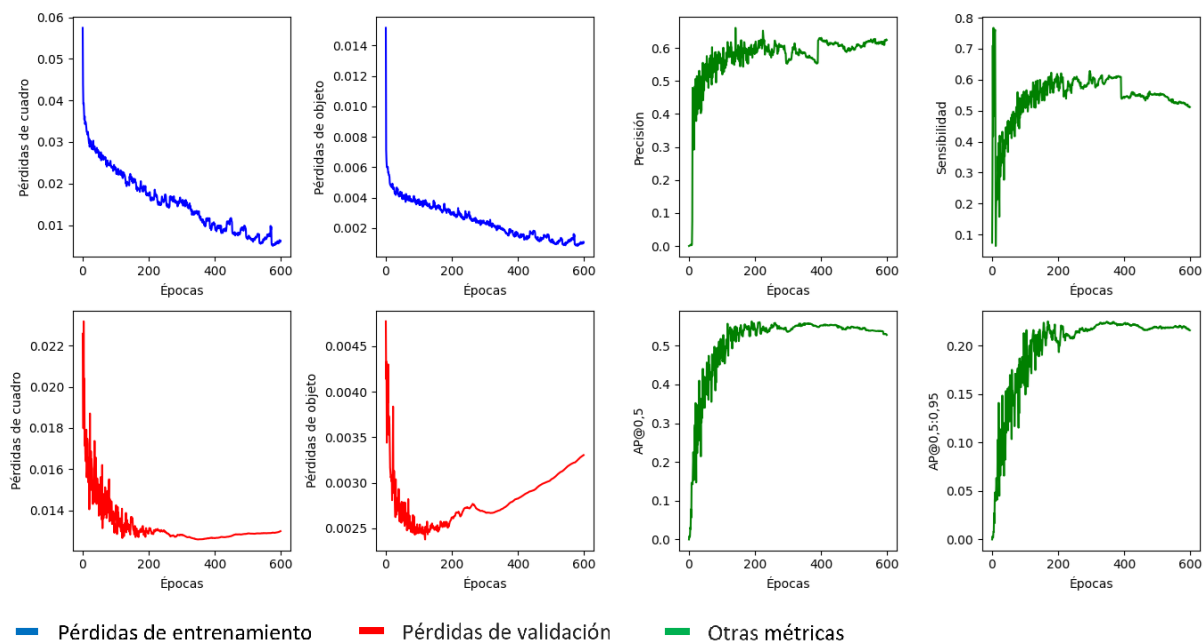 0.06
0.05
0.04
0.03
0.02
0.01
Pérdidas de cuadro
0 200 400 600
Épocas
0.014
0.012
0.010
0.008
0.006
0.004
0.002
Pérdidas de objeto
0 200 400 600
Épocas
0.6
0.5
0.4
0.3
0.2
0.1
0.0
Precisión
0 200 400 600
Épocas
0.8
0.7
0.6
0.5
0.4
0.3
0.2
0.1
Sensibilidad
0 200 400 600
Épocas
0.022
0.020
0.018
0.016
0.014
Pérdidas de cuadro
0 200 400 600
Épocas
0.0045
0.0040
0.0035
0.0030
0.0025
Pérdidas de objeto
0 200 400 600
Épocas
0.5
0.4
0.3
0.2
0.1
0.0
AP@0,5
0 200 400 600
Épocas
0.20
0.15
0.10
0.05
0.00
AP@0,5:0,95
0 200 400 600
Épocas
Pérdidas de entrenamiento Pérdidas de validación Otras métricas